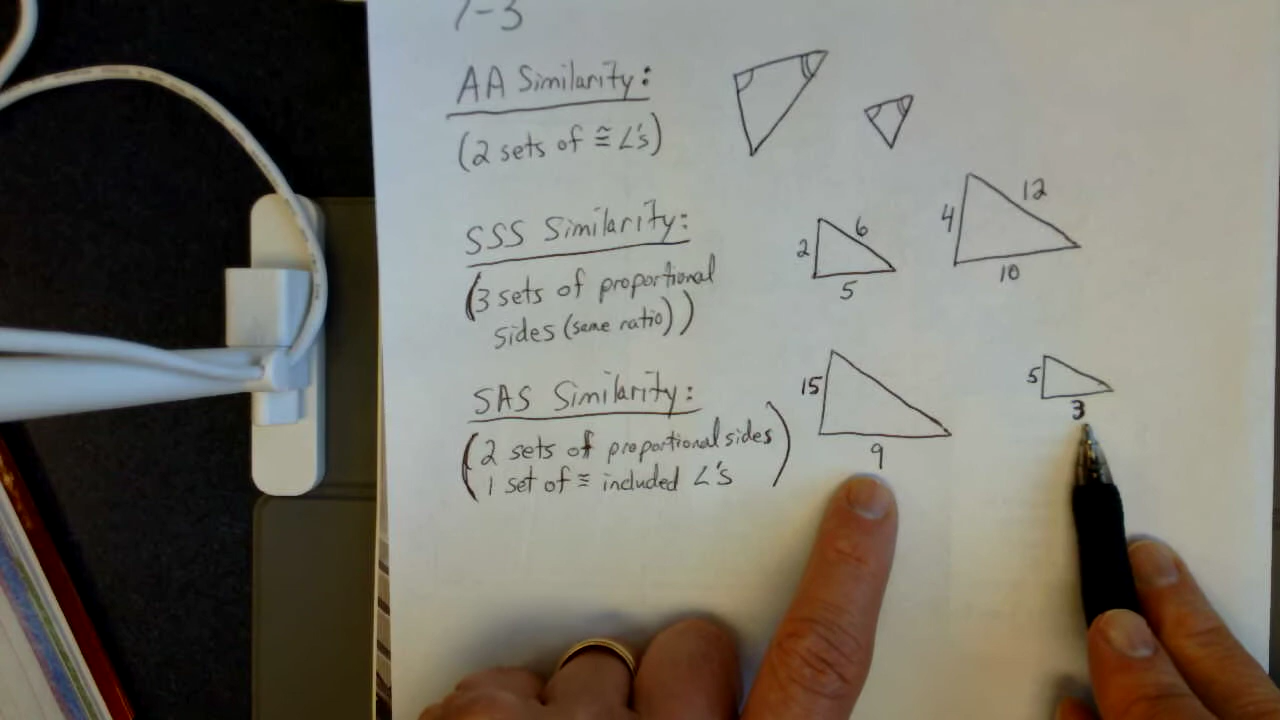 7-3
AA Similarity:
(2 sets of ≅ ∠'s)
SSS Similarity:
(3 sets of proportional
sides (same ratio))
2 6 5
4 12 10
SAS Similarity:
(2 sets of proportional sides
1 set of ≅ included ∠'s)
15 9
5 3